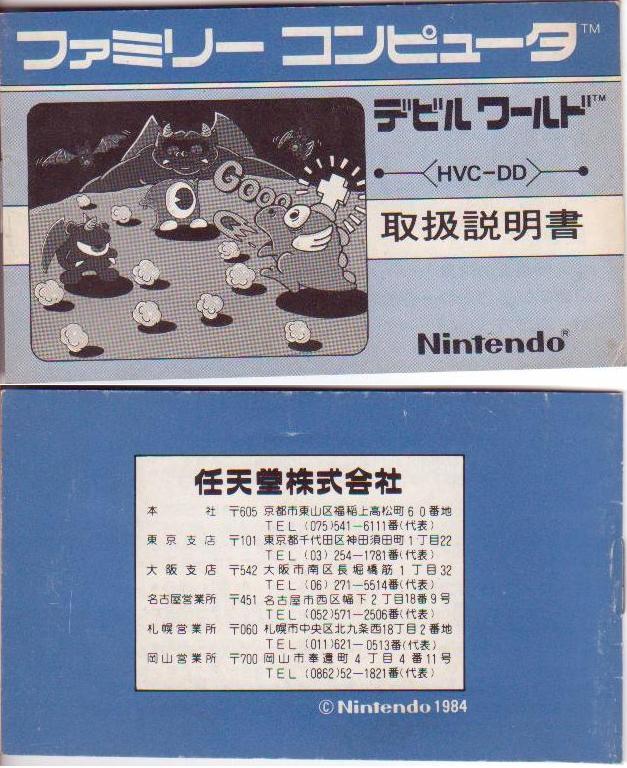 ファミリー コンピュータ™
デビル ワールド™
HVC-DD
取扱説明書
Gooo
Nintendo®
任天堂株式会社
本 社 〒605 京都市東山区福稲上高松町60番地
TEL (075)541-6111番(代表)
東京支店 〒101 東京都千代田区神田須田町1丁目22
TEL (03) 254-1781番(代表)
大阪支店 〒542 大阪市南区長堀橋筋1丁目32
TEL (06) 271-5514番(代表)
名古屋営業所 〒451 名古屋市西区幅下2丁目18番9号
TEL (052)571-2506番(代表)
札幌営業所 〒060 札幌市中央区北九条西18丁目2番地
TEL (011)621-0513番(代表)
岡山営業所 〒700 岡山市奉還町4丁目4番11号
TEL (0862)52-1821番(代表)
©Nintendo 1984